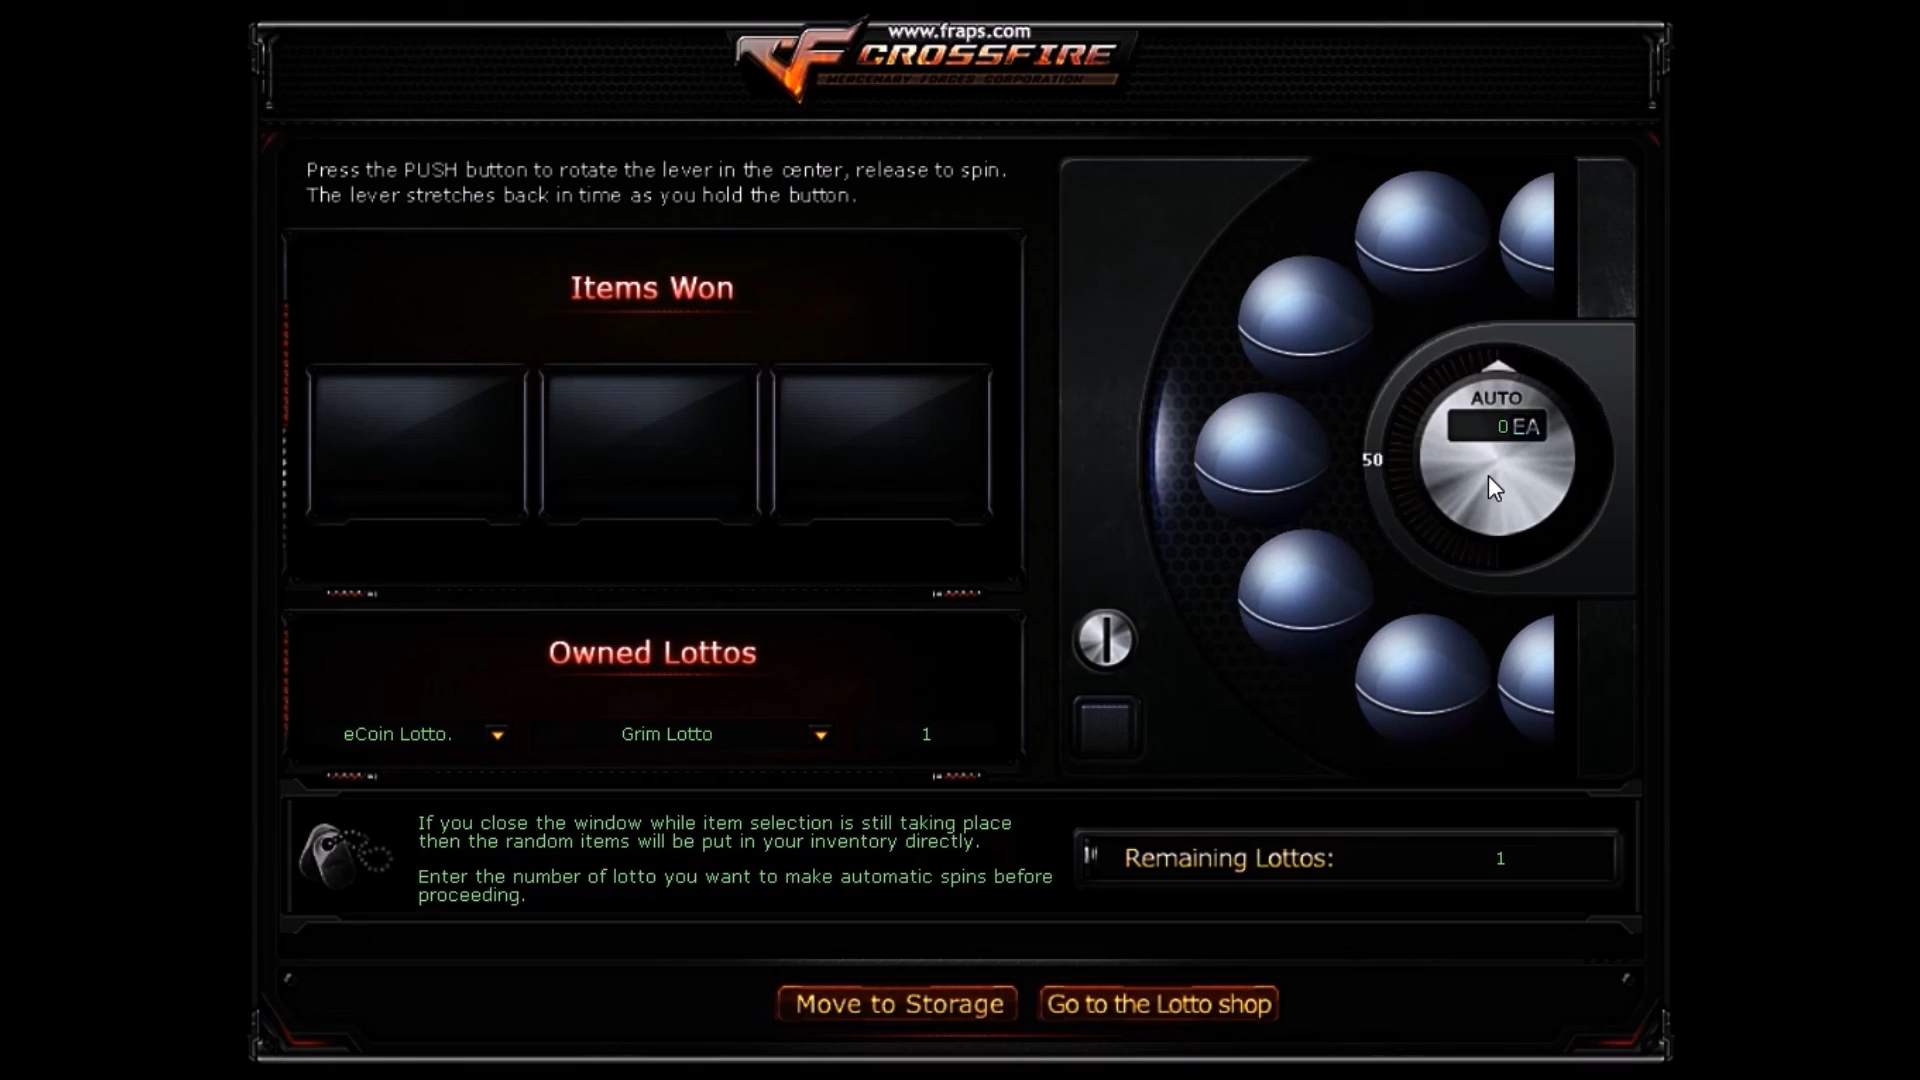 www.fraps.com
CF CROSSFIRE
MERCENARY FORCES CORPORATION
Press the PUSH button to rotate the lever in the center, release to spin.
The lever stretches back in time as you hold the button.
Items Won
AUTO
0 EA
50
Owned Lottos
eCoin Lotto.
Grim Lotto
1
If you close the window while item selection is still taking place
then the random items will be put in your inventory directly.
Enter the number of lotto you want to make automatic spins before
proceeding.
Remaining Lottos: 1
Move to Storage
Go to the Lotto shop